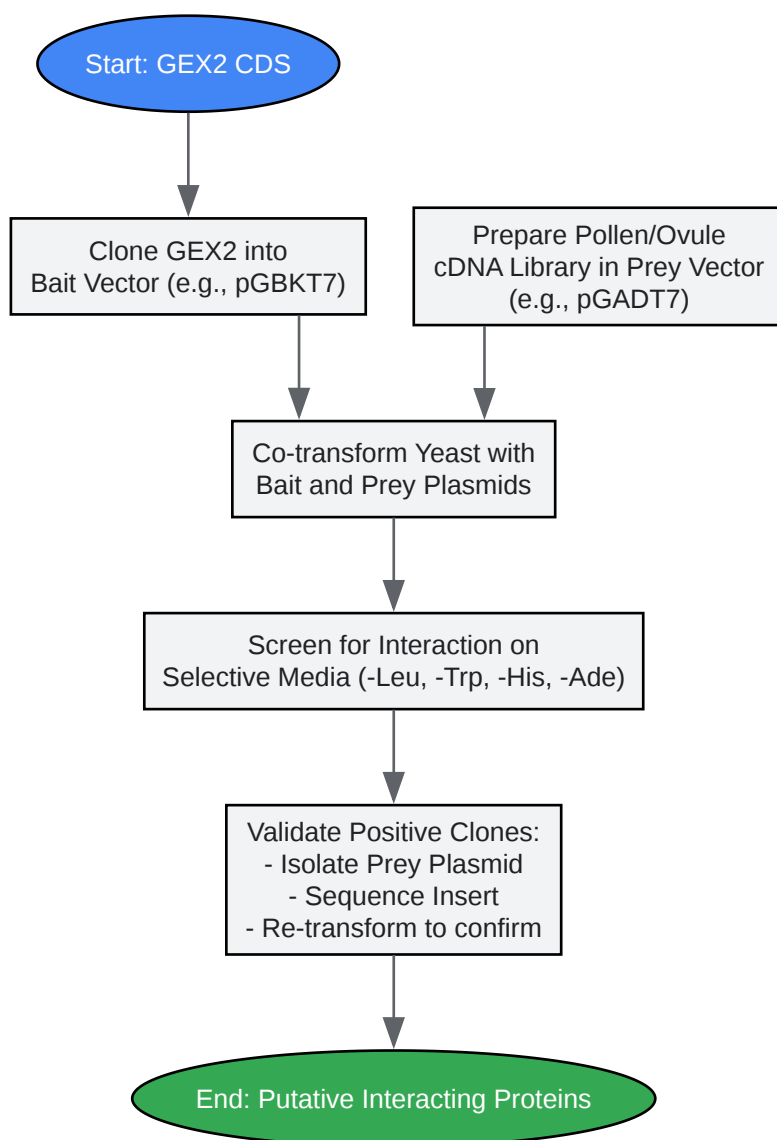 Start: GEX2 CDS
Clone GEX2 into
Bait Vector (e.g., pGBKT7)
Prepare Pollen/Ovule
cDNA Library in Prey Vector
(e.g., pGADT7)
Co-transform Yeast with
Bait and Prey Plasmids
Screen for Interaction on
Selective Media (-Leu, -Trp, -His, -Ade)
Validate Positive Clones:
- Isolate Prey Plasmid
- Sequence Insert
- Re-transform to confirm
End: Putative Interacting Proteins